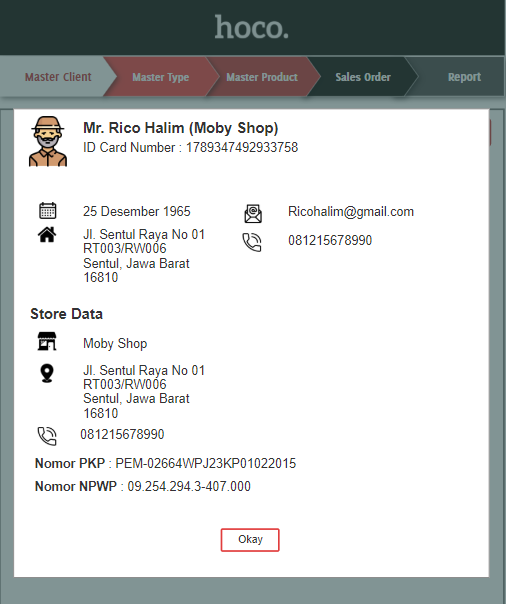 hoco.
Master Client
Master Type
Master Product
Sales Order
Report
Mr. Rico Halim (Moby Shop)
ID Card Number : 1789347492933758
25 Desember 1965
Ricohalim@gmail.com
Jl. Sentul Raya No 01
RT003/RW006
Sentul, Jawa Barat
16810
081215678990
Store Data
Moby Shop
Jl. Sentul Raya No 01
RT003/RW006
Sentul, Jawa Barat
16810
081215678990
Nomor PKP : PEM-02664WPJ23KP01022015
Nomor NPWP : 09.254.294.3-407.000
Okay